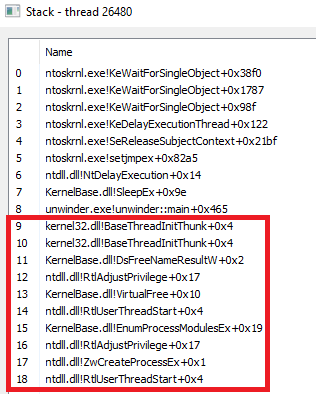 Stack - thread 26480
Name
0 ntoskrnl.exe!KeWaitForSingleObject+0x38f0
1 ntoskrnl.exe!KeWaitForSingleObject+0x1787
2 ntoskrnl.exe!KeWaitForSingleObject+0x98f
3 ntoskrnl.exe!KeDelayExecutionThread+0x122
4 ntoskrnl.exe!SeReleaseSubjectContext+0x21bf
5 ntoskrnl.exe!setjmpex+0x82a5
6 ntdll.dll!NtDelayExecution+0x14
7 KernelBase.dll!SleepEx+0x9e
8 unwinder.exe!unwinder::main+0x465
9 kernel32.dll!BaseThreadInitThunk+0x4
10 kernel32.dll!BaseThreadInitThunk+0x4
11 KernelBase.dll!DsFreeNameResultW+0x2
12 ntdll.dll!RtlAdjustPrivilege+0x17
13 KernelBase.dll!VirtualFree+0x10
14 ntdll.dll!RtlUserThreadStart+0x4
15 KernelBase.dll!EnumProcessModulesEx+0x19
16 ntdll.dll!RtlAdjustPrivilege+0x17
17 ntdll.dll!ZwCreateProcessEx+0x1
18 ntdll.dll!RtlUserThreadStart+0x4